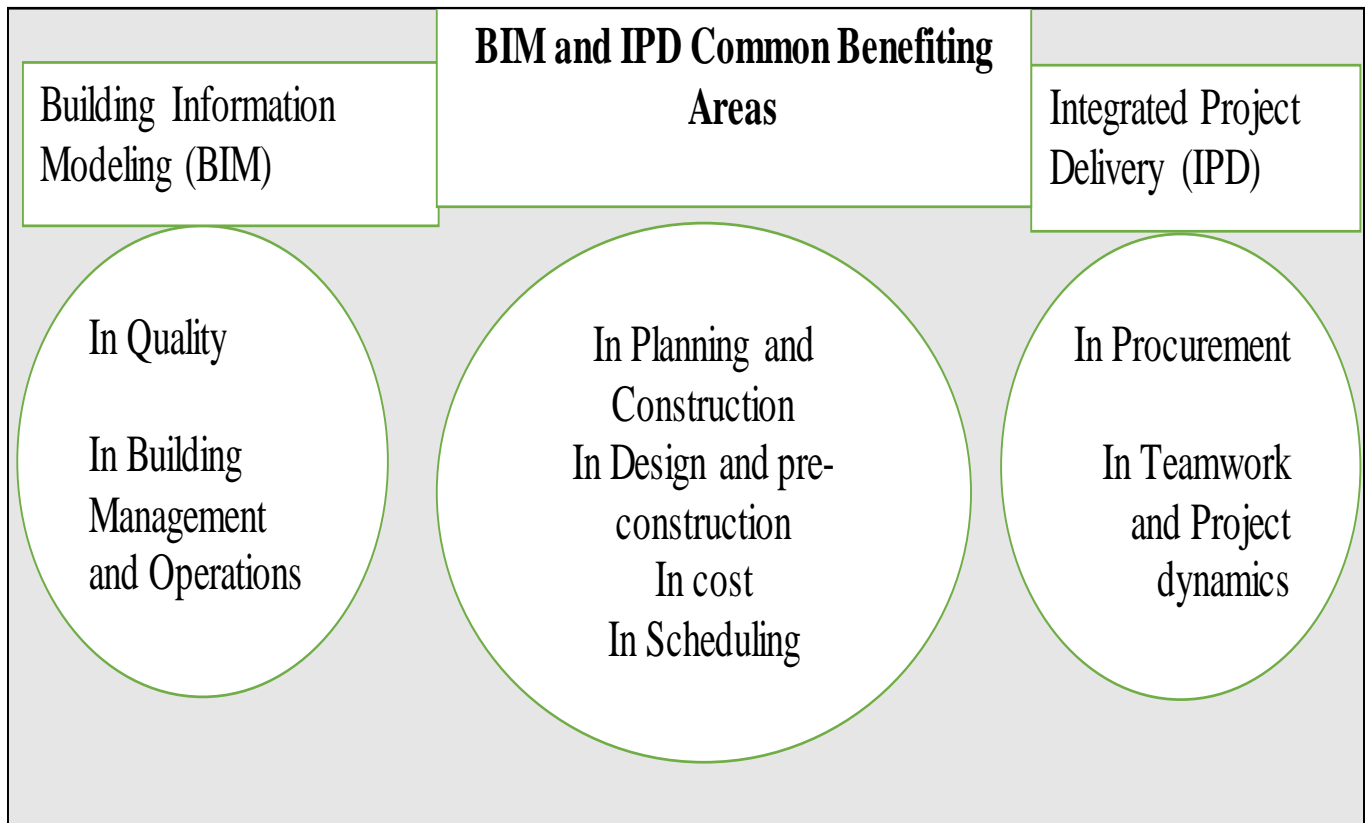 BIM and IPD Common Benefiting
Areas
Building Information
Modeling (BIM)
Integrated Project
Delivery (IPD)
In Quality
In Building
Management
and Operations
In Planning and
Construction
In Design and pre-
construction
In cost
In Scheduling
In Procurement
In Teamwork
and Project
dynamics